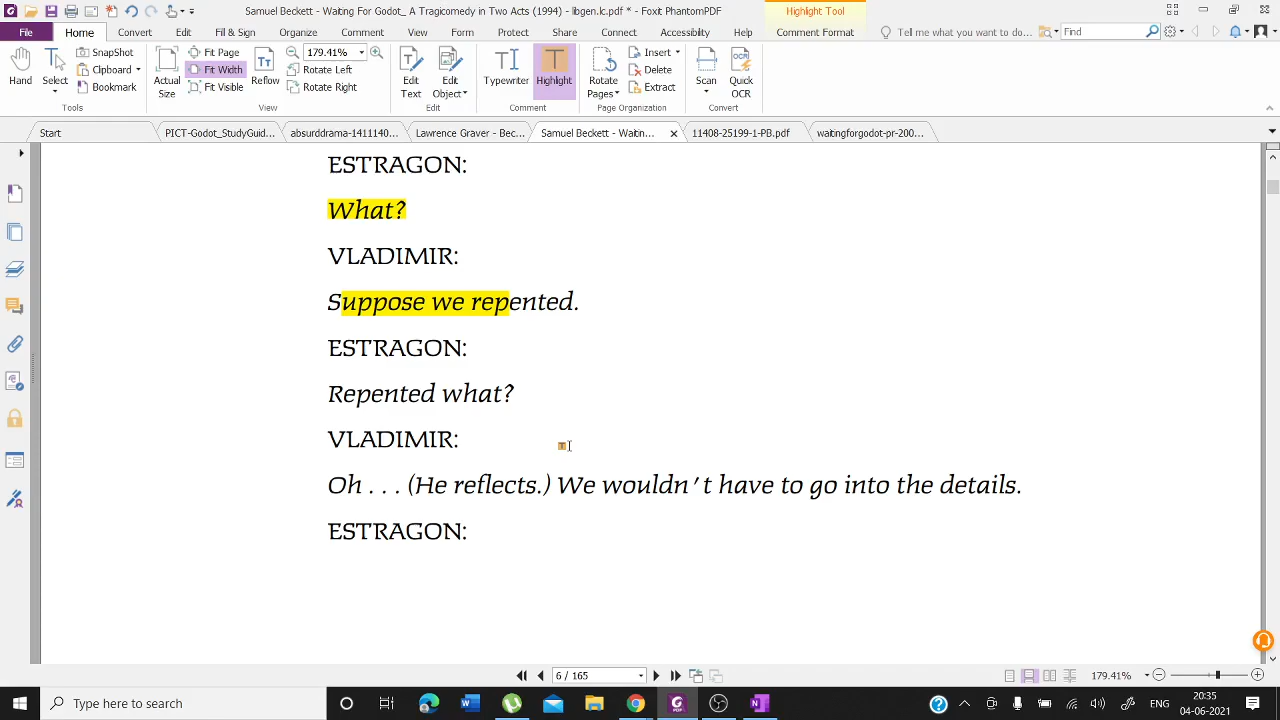 Samuel Beckett - Waiting For Godot_ A Tragicomedy in Two Acts (1994) - libgen.lc.pdf * - Foxit PhantomPDF
Highlight Tool
File Home Convert Edit Fill & Sign Organize Comment View Form Protect Share Connect Accessibility Help Comment Format Tell me what you want to do... Find
Hand
Select
SnapShot
Clipboard
Bookmark
Tools
Actual Size
Fit Page
Fit Width
Fit Visible
Reflow
179.41%
Rotate Left
Rotate Right
View
Edit Text
Edit Object
Edit
Typewriter
Highlight
Comment
Rotate Pages
Insert
Delete
Extract
Page Organization
Scan
Quick OCR
Convert
Start PICT-Godot_StudyGuid... absurddrama-1411140... Lawrence Graver - Bec... Samuel Beckett - Waitin... 11408-25199-1-PB.pdf waitingforgodot-pr-200...
ESTRAGON:
What?
VLADIMIR:
Suppose we repented.
ESTRAGON:
Repented what?
VLADIMIR:
Oh . . . (He reflects.) We wouldn't have to go into the details.
ESTRAGON:
6 / 165
179.41%
Type here to search
ENG
20:35
04-06-2021